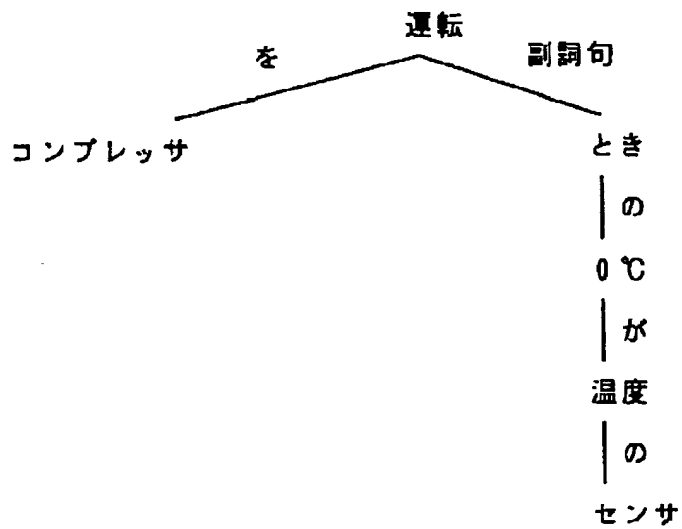 運転
を 副詞句
コンプレッサ とき
の
0℃
が
温度
の
センサ